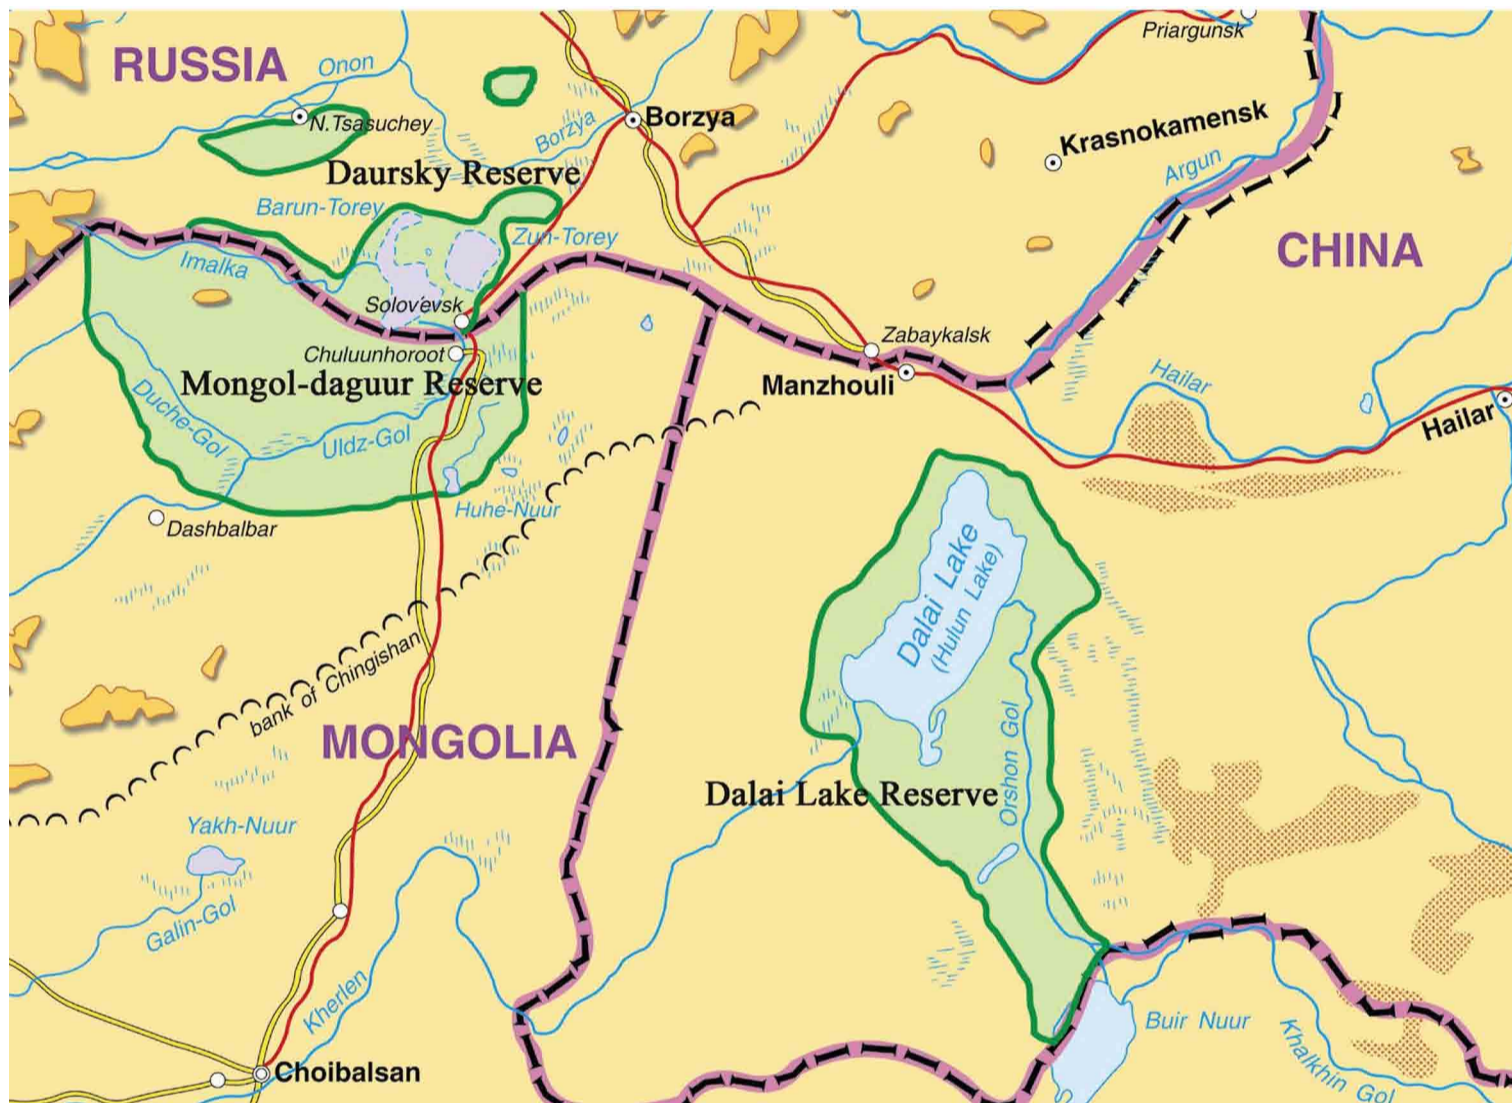 Priargunsk
RUSSIA
Onon
N.Tsasuchey
Borzya
Borzya
Krasnokamensk
Argun
Daursky Reserve
Barun-Torey
Zun-Torey
CHINA
Imalka
Solov'evsk
Chuluunhoroot
Zabaykalsk
Manzhouli
Mongol-daguur Reserve
Hailar
Hailar
Duche-Gol
Uldz-Gol
Huhe-Nuur
Dashbalbar
Dalai Lake
(Hulun Lake)
bank of Chingishan
MONGOLIA
Orshon Gol
Dalai Lake Reserve
Yakh-Nuur
Galin-Gol
Kherlen
Buir Nuur
Khalkhin Gol
Choibalsan